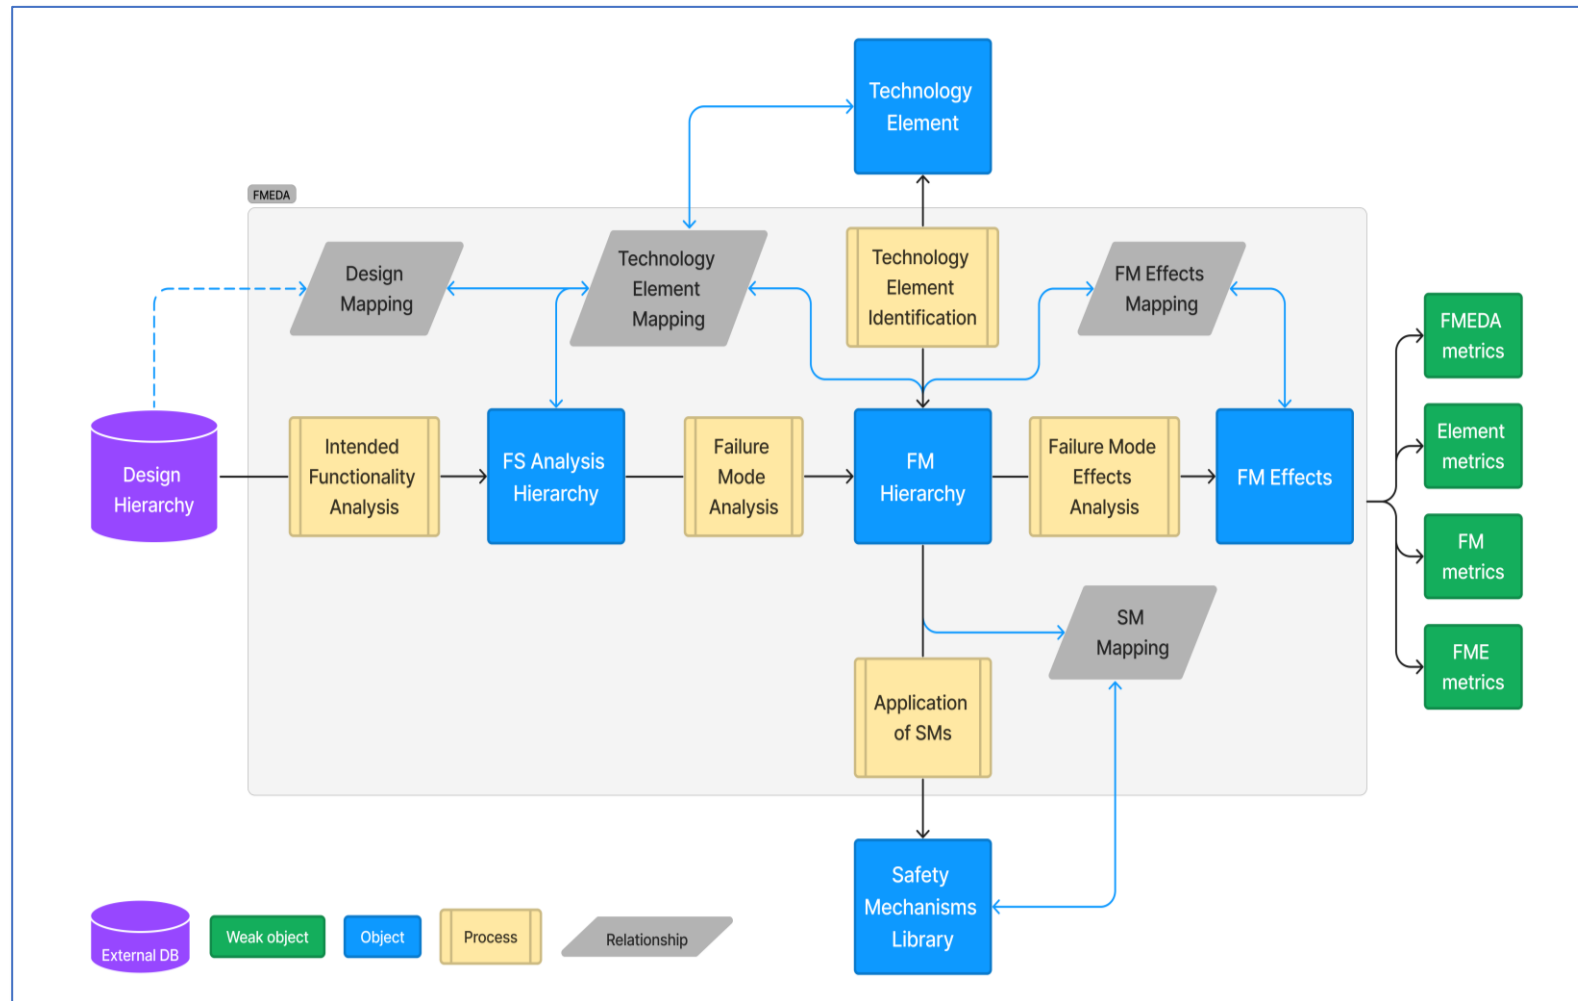 Technology
Element
FMEDA
Design
Mapping
Technology
Element
Mapping
Technology
Element
Identification
FM Effects
Mapping
FMEDA
metrics
Element
metrics
FM
metrics
FME
metrics
Design
Hierarchy
Intended
Functionality
Analysis
FS Analysis
Hierarchy
Failure
Mode
Analysis
FM
Hierarchy
Failure Mode
Effects
Analysis
FM Effects
SM
Mapping
Application
of SMs
Safety
Mechanisms
Library
External DB
Weak object
Object
Process
Relationship